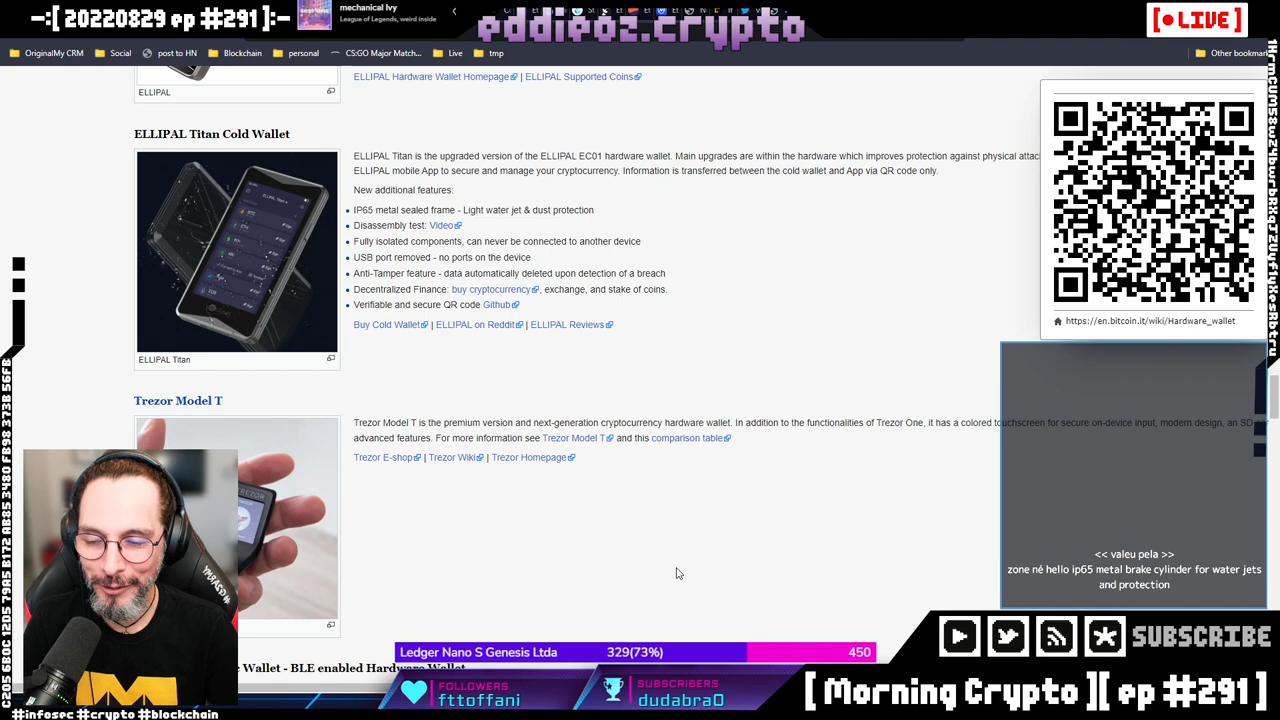 -:[ 20220829 ep #291 ]:-
mechanical Ivy
League of Legends, weird inside
eddieoz.crypto
[● LIVE]
OriginalMy CRM
Social
post to HN
Blockchain
personal
CS:GO Major Match...
Live
tmp
Other bookmar
ELLIPAL
ELLIPAL Hardware Wallet Homepage | ELLIPAL Supported Coins
ELLIPAL Titan Cold Wallet
ELLIPAL Titan is the upgraded version of the ELLIPAL EC01 hardware wallet. Main upgrades are within the hardware which improves protection against physical attac
ELLIPAL mobile App to secure and manage your cryptocurrency. Information is transferred between the cold wallet and App via QR code only.
New additional features:
IP65 metal sealed frame - Light water jet & dust protection
Disassembly test: Video
Fully isolated components, can never be connected to another device
USB port removed - no ports on the device
Anti-Tamper feature - data automatically deleted upon detection of a breach
Decentralized Finance: buy cryptocurrency, exchange, and stake of coins.
Verifiable and secure QR code Github
Buy Cold Wallet | ELLIPAL on Reddit | ELLIPAL Reviews
ELLIPAL Titan
https://en.bitcoin.it/wiki/Hardware_wallet
Trezor Model T
Trezor Model T is the premium version and next-generation cryptocurrency hardware wallet. In addition to the functionalities of Trezor One, it has a colored touchscreen for secure on-device input, modern design, an SD
advanced features. For more information see Trezor Model T and this comparison table
Trezor E-shop | Trezor Wiki | Trezor Homepage
TREZOR
<< valeu pela >>
zone né hello ip65 metal brake cylinder for water jets
and protection
Wallet - BLE enabled Hardware Wallet
Ledger Nano S Genesis Ltda 329(73%) 450
FOLLOWERS
fttoffani
SUBSCRIBERS
dudabra0
SUBSCRIBE
[ Morning Crypto ][ ep #291 ]
#infosec #crypto #blockchain